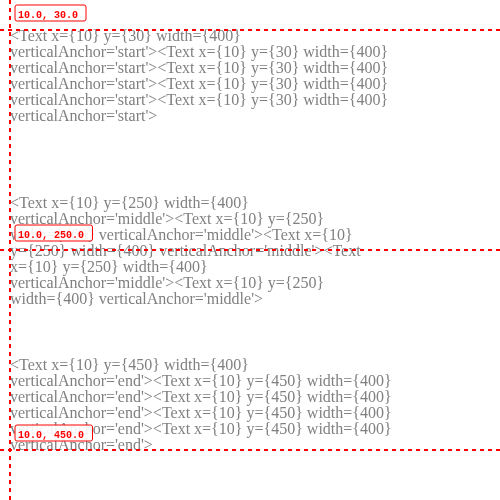 10.0, 30.0
<Text x={10} y={30} width={400}
verticalAnchor='start'><Text x={10} y={30} width={400}
verticalAnchor='start'><Text x={10} y={30} width={400}
verticalAnchor='start'><Text x={10} y={30} width={400}
verticalAnchor='start'><Text x={10} y={30} width={400}
verticalAnchor='start'>
<Text x={10} y={250} width={400}
verticalAnchor='middle'><Text x={10} y={250}
10.0, 250.0 verticalAnchor='middle'><Text x={10}
y={250} width={400} verticalAnchor='middle'><Text
x={10} y={250} width={400}
verticalAnchor='middle'><Text x={10} y={250}
width={400} verticalAnchor='middle'>
<Text x={10} y={450} width={400}
verticalAnchor='end'><Text x={10} y={450} width={400}
verticalAnchor='end'><Text x={10} y={450} width={400}
verticalAnchor='end'><Text x={10} y={450} width={400}
verticalAnchor='end'><Text x={10} y={450} width={400}
10.0, 450.0
verticalAnchor='end'>